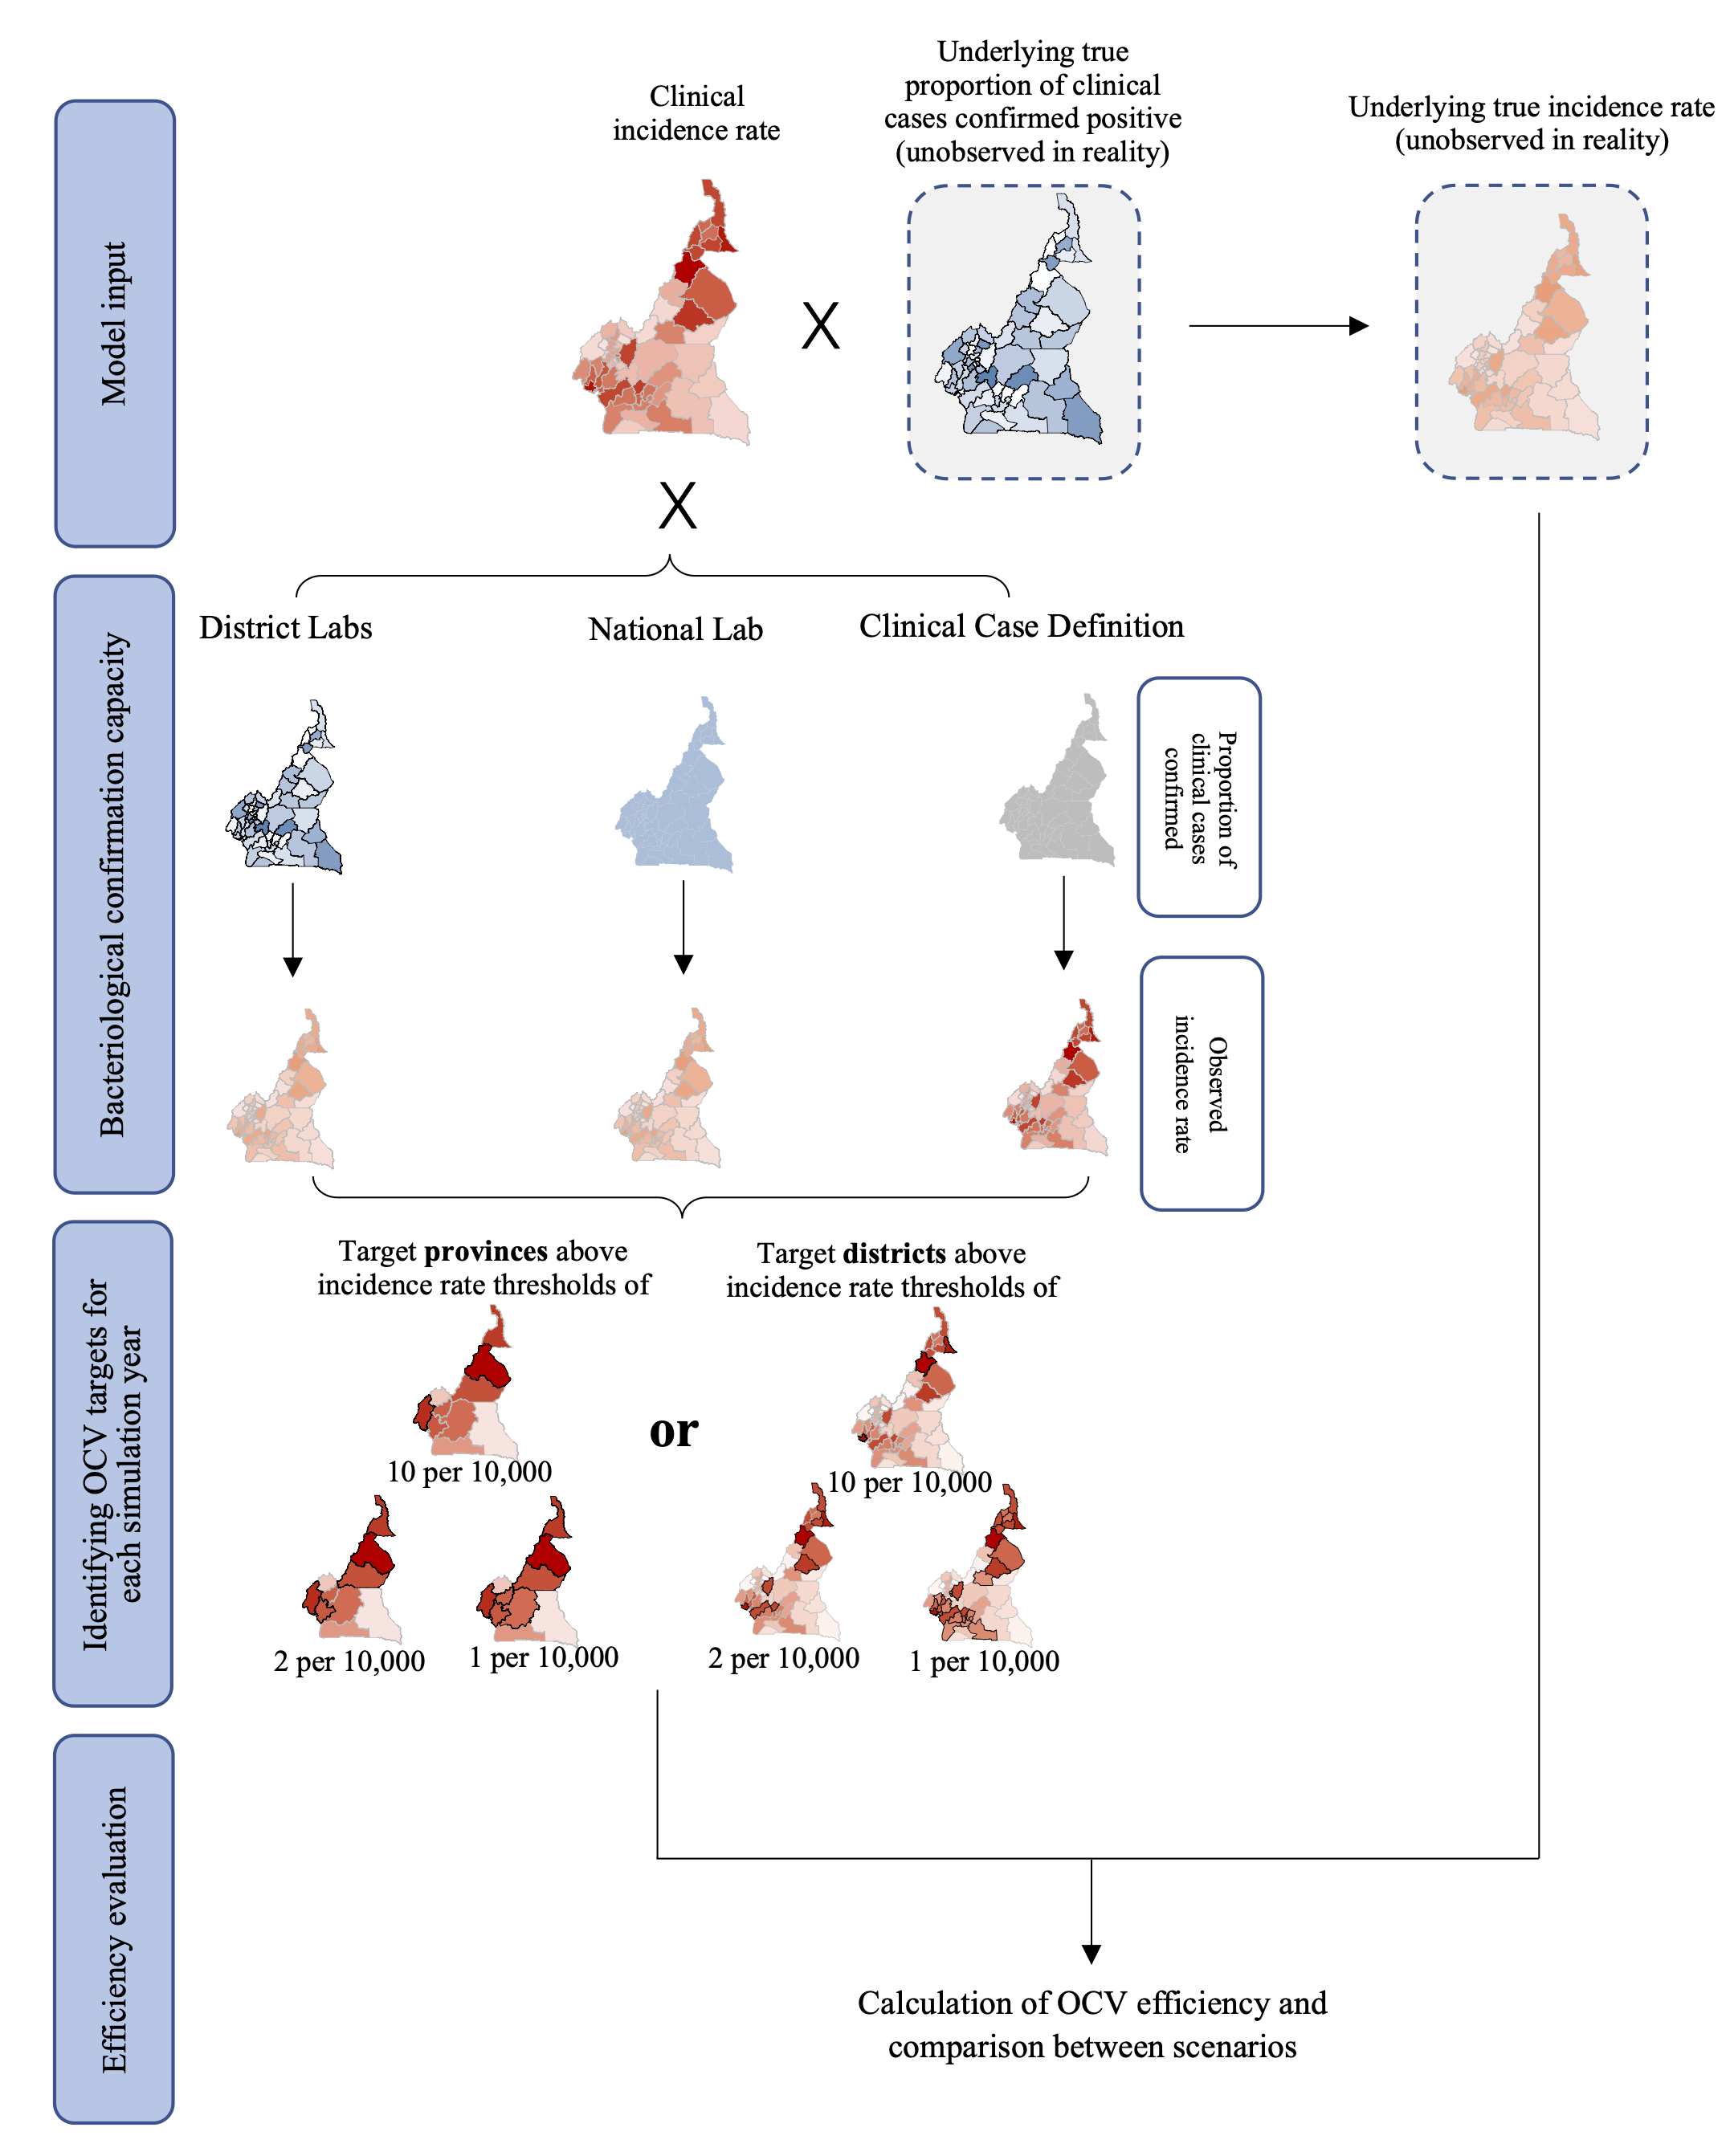 Clinical
incidence rate
Underlying true
proportion of clinical
cases confirmed positive
(unobserved in reality)
Underlying true incidence rate
(unobserved in reality)
Model input
X
X
Bacteriological confirmation capacity
District Labs
National Lab
Clinical Case Definition
Proportion of
clinical cases
confirmed
Observed
incidence rate
Identifying OCV targets for
each simulation year
Target provinces above
incidence rate thresholds of
10 per 10,000
2 per 10,000
1 per 10,000
or
Target districts above
incidence rate thresholds of
10 per 10,000
2 per 10,000
1 per 10,000
Efficiency evaluation
Calculation of OCV efficiency and
comparison between scenarios